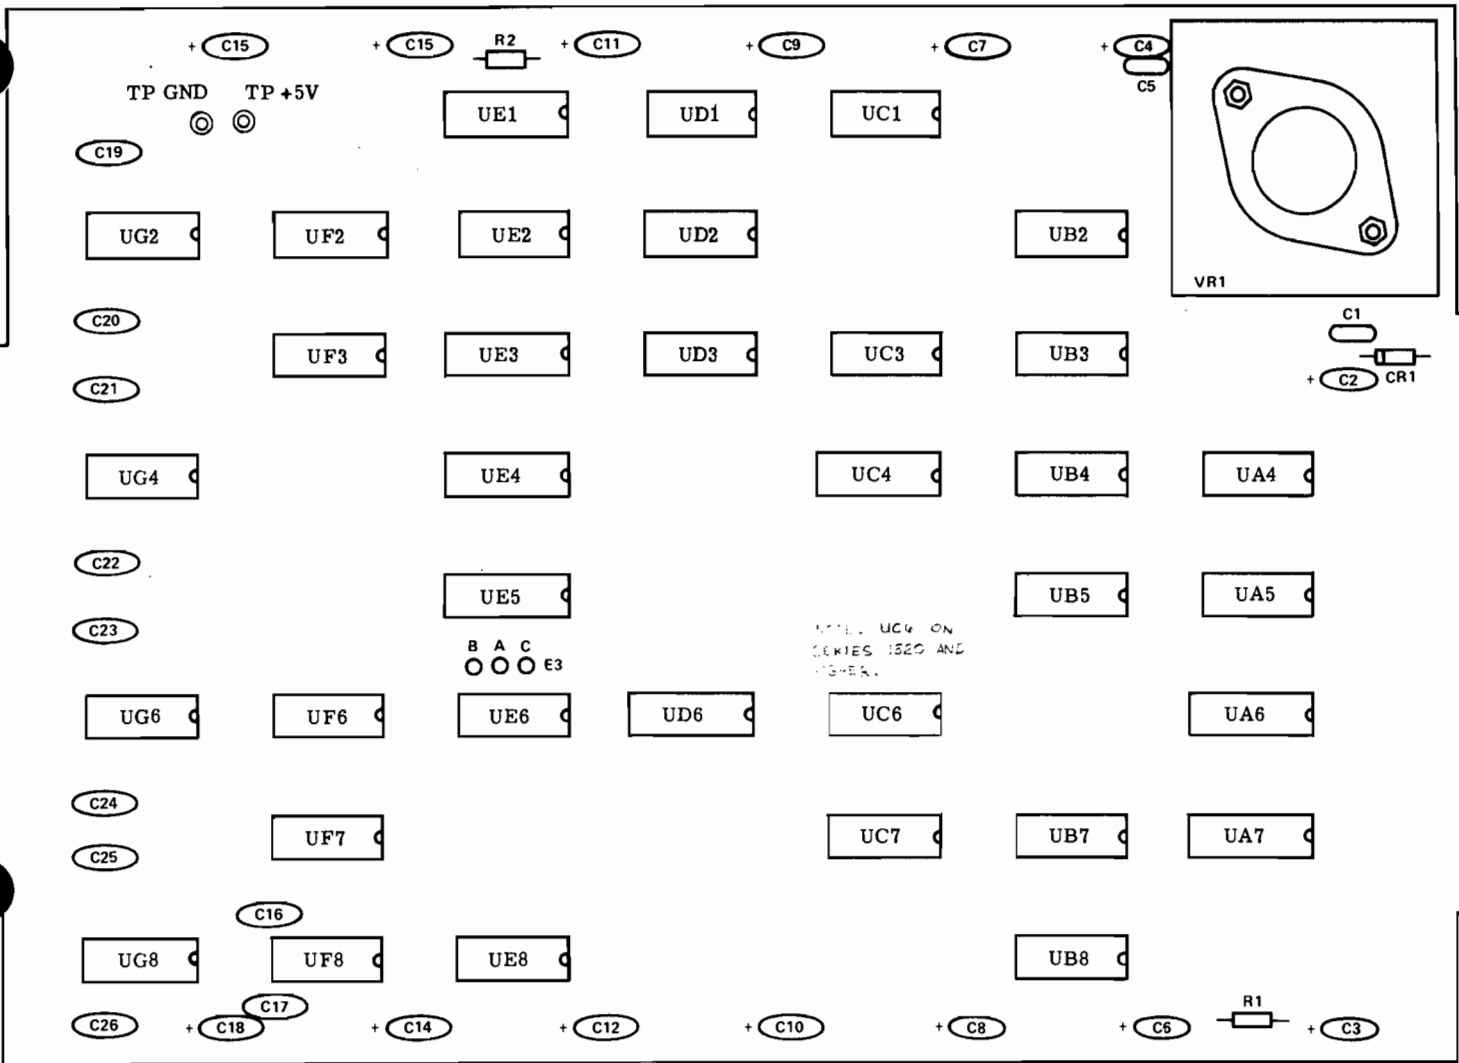 + C15 + C15 R2 + C11 + C9 + C7 + C4
C5
TP GND TP +5V
UE1 UD1 UC1
C19
UG2 UF2 UE2 UD2 UB2
VR1
C20 C1
UF3 UE3 UD3 UC3 UB3
C21 + C2 CR1
UG4 UE4 UC4 UB4 UA4
C22
UE5 UB5 UA5
C23
UC6 ON
1320 AND
B A C E3
UG6 UF6 UE6 UD6 UC6 UA6
C24
UF7 UC7 UB7 UA7
C25
C16
UG8 UF8 UE8 UB8
C17 R1
C26 + C18 + C14 + C12 + C10 + C8 + C6 + C3